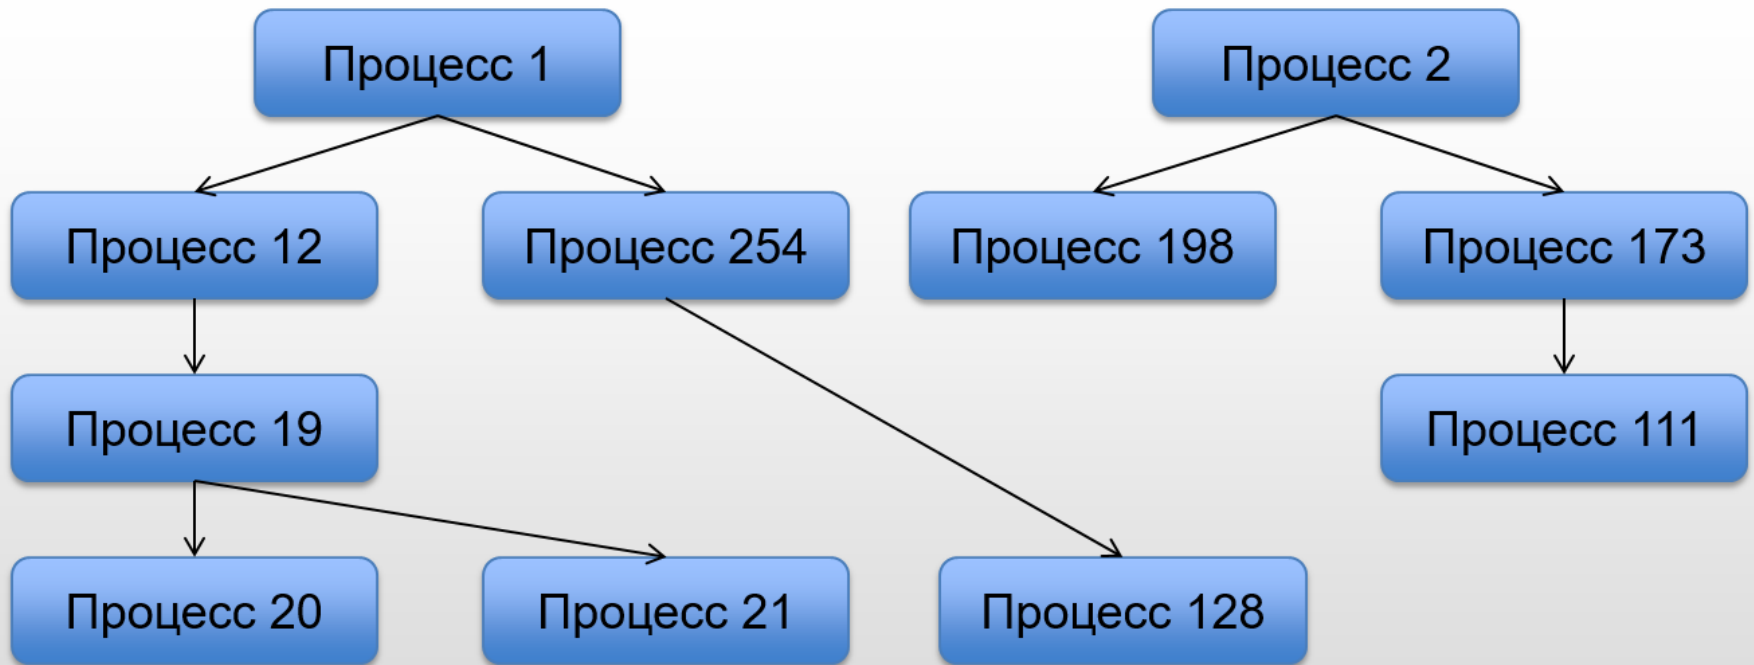 Процесс 1
Процесс 2
Процесс 12
Процесс 254
Процесс 198
Процесс 173
Процесс 19
Процесс 111
Процесс 20
Процесс 21
Процесс 128